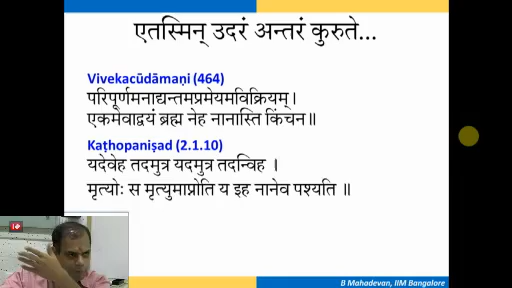 एतस्मिन् उदरं अन्तरं कुरुते...
Vivekacūdāmaṇi (464)
परिपूर्णमनाद्यन्तमप्रमेयमविक्रियम् ।
एकमेवाद्वयं ब्रह्म नेह नानास्ति किंचन ॥
Kaṭhopaniṣad (2.1.10)
यदेवेह तदमुत्र यदमुत्र तदन्विह ।
मृत्योः स मृत्युमाप्नोति य इह नानेव पश्यति ॥
B Mahadevan, IIM Bangalore